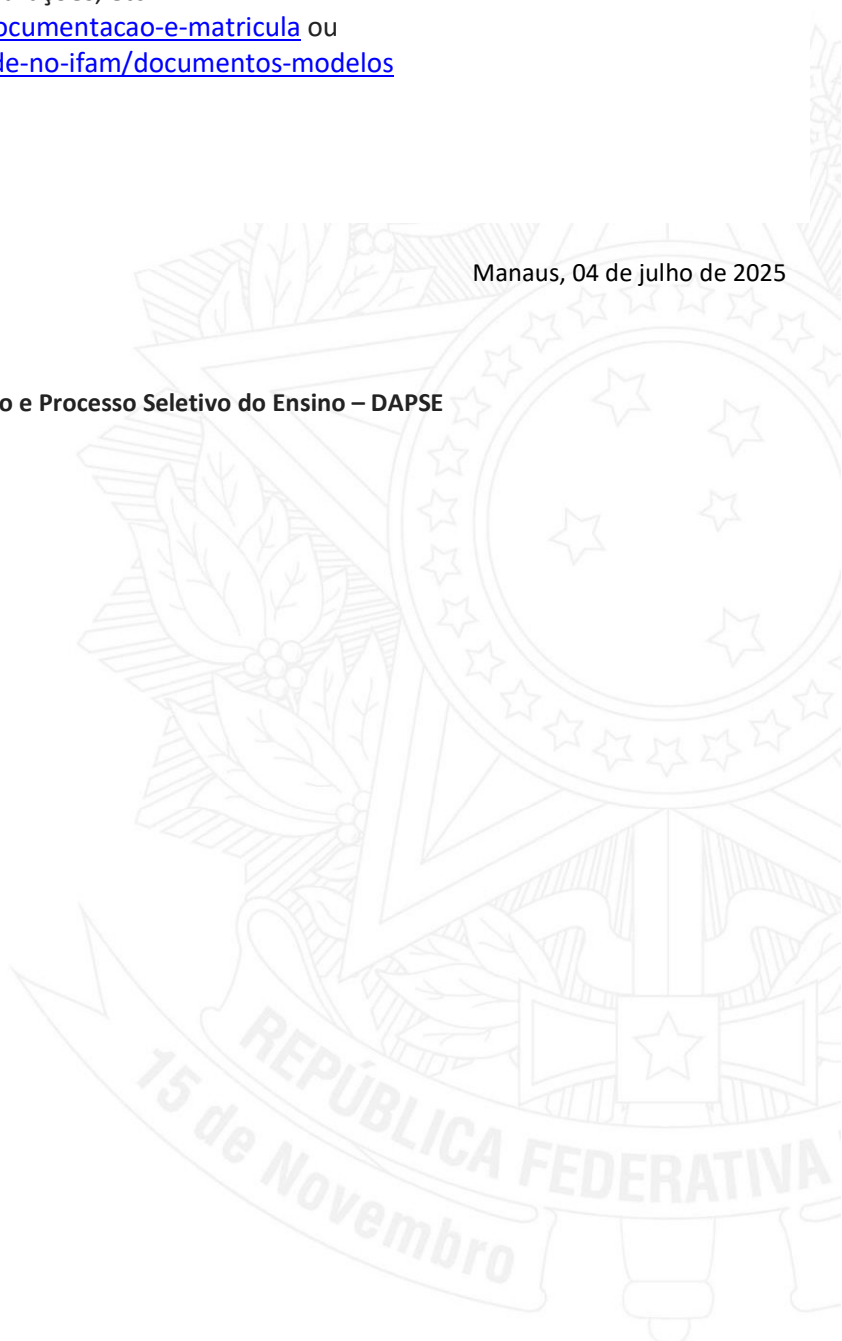 ocumentacao-e-matricula ou
de-no-ifam/documentos-modelos
Manaus, 04 de julho de 2025
o e Processo Seletivo do Ensino – DAPSE
REPÚBLICA FEDERATIVA
15 de Novembro